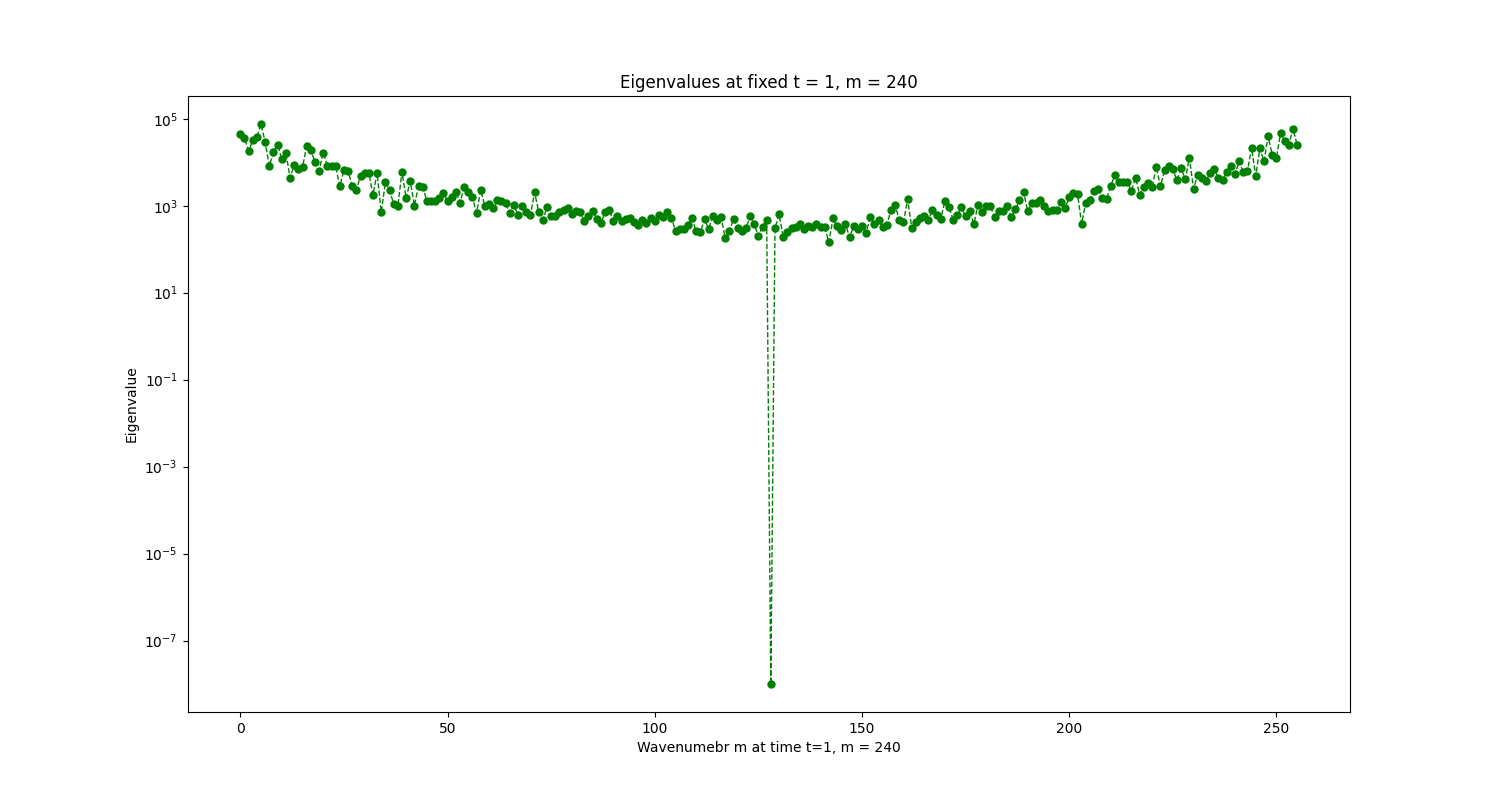 Eigenvalues at fixed t = 1, m = 240
10^5
10^3
10^1
10^-1
10^-3
10^-5
10^-7
Eigenvalue
0 50 100 150 200 250
Wavenumebr m at time t=1, m = 240